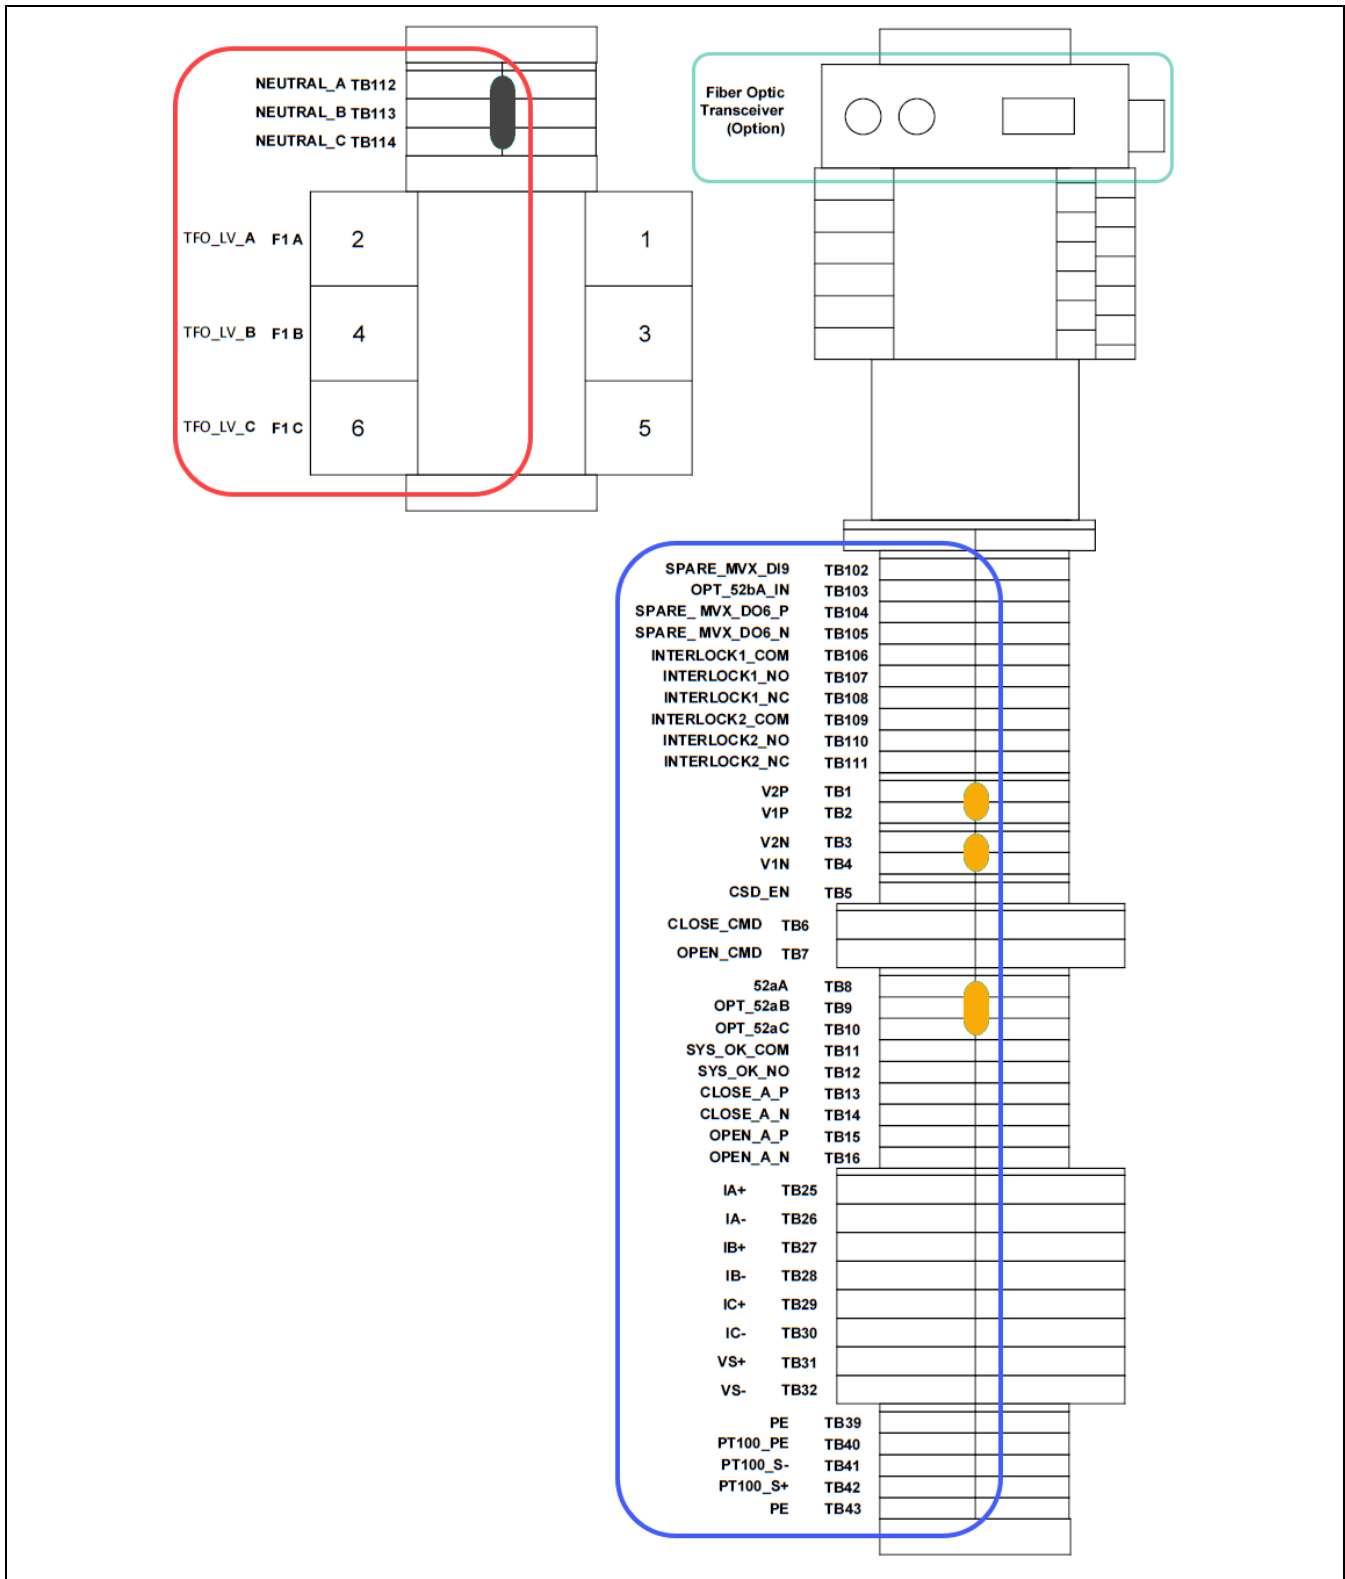 NEUTRAL_A TB112
NEUTRAL_B TB113
NEUTRAL_C TB114
TFO_LV_A F1A 2 1
TFO_LV_B F1B 4 3
TFO_LV_C F1C 6 5
Fiber Optic
Transceiver
(Option)
SPARE_MVX_DI9 TB102
OPT_52bA_IN TB103
SPARE_ MVX_DO6_P TB104
SPARE_ MVX_DO6_N TB105
INTERLOCK1_COM TB106
INTERLOCK1_NO TB107
INTERLOCK1_NC TB108
INTERLOCK2_COM TB109
INTERLOCK2_NO TB110
INTERLOCK2_NC TB111
V2P TB1
V1P TB2
V2N TB3
V1N TB4
CSD_EN TB5
CLOSE_CMD TB6
OPEN_CMD TB7
52aA TB8
OPT_52aB TB9
OPT_52aC TB10
SYS_OK_COM TB11
SYS_OK_NO TB12
CLOSE_A_P TB13
CLOSE_A_N TB14
OPEN_A_P TB15
OPEN_A_N TB16
IA+ TB25
IA- TB26
IB+ TB27
IB- TB28
IC+ TB29
IC- TB30
VS+ TB31
VS- TB32
PE TB39
PT100_PE TB40
PT100_S- TB41
PT100_S+ TB42
PE TB43